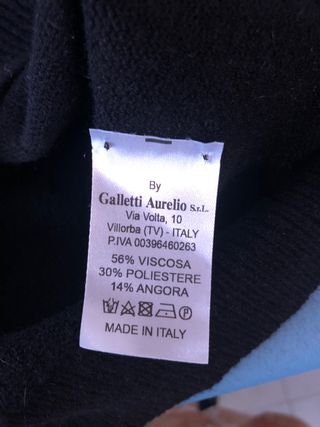 By
Galletti Aurelio S.r.L.
Via Volta, 10
Villorba (TV) - ITALY
P.IVA 00396460263
56% VISCOSA
30% POLIESTERE
14% ANGORA
MADE IN ITALY